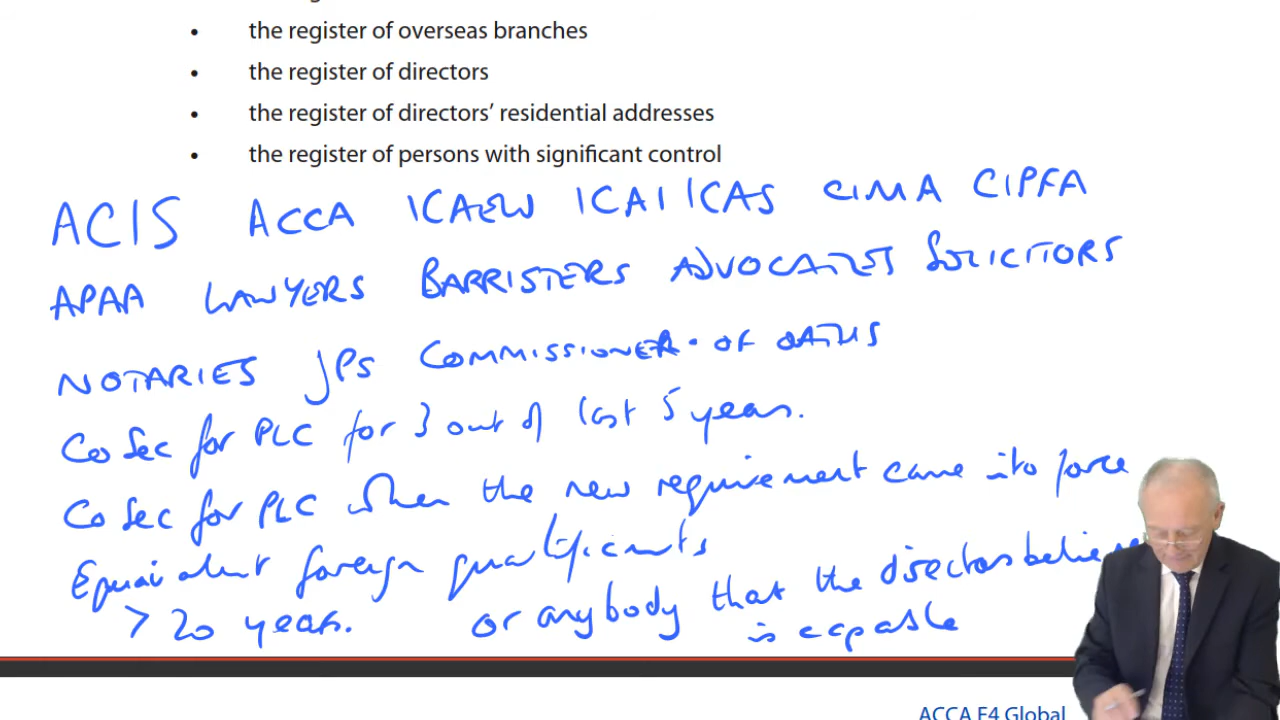 • the register of overseas branches
• the register of directors
• the register of directors’ residential addresses
• the register of persons with significant control
ACIS ACCA ICAEW ICAI ICAS CIMA CIPFA
APAA LAWYERS BARRISTERS ADVOCATES SOLICITORS
NOTARIES JPS COMMISSIONER. OF OATHS
Co Sec for PLC for 3 out of last 5 years.
Co Sec for PLC when the new requirement came into force
Equivalent foreign
> 20 years. or anybody that the directors believe
is capable
ACCA F4 Global